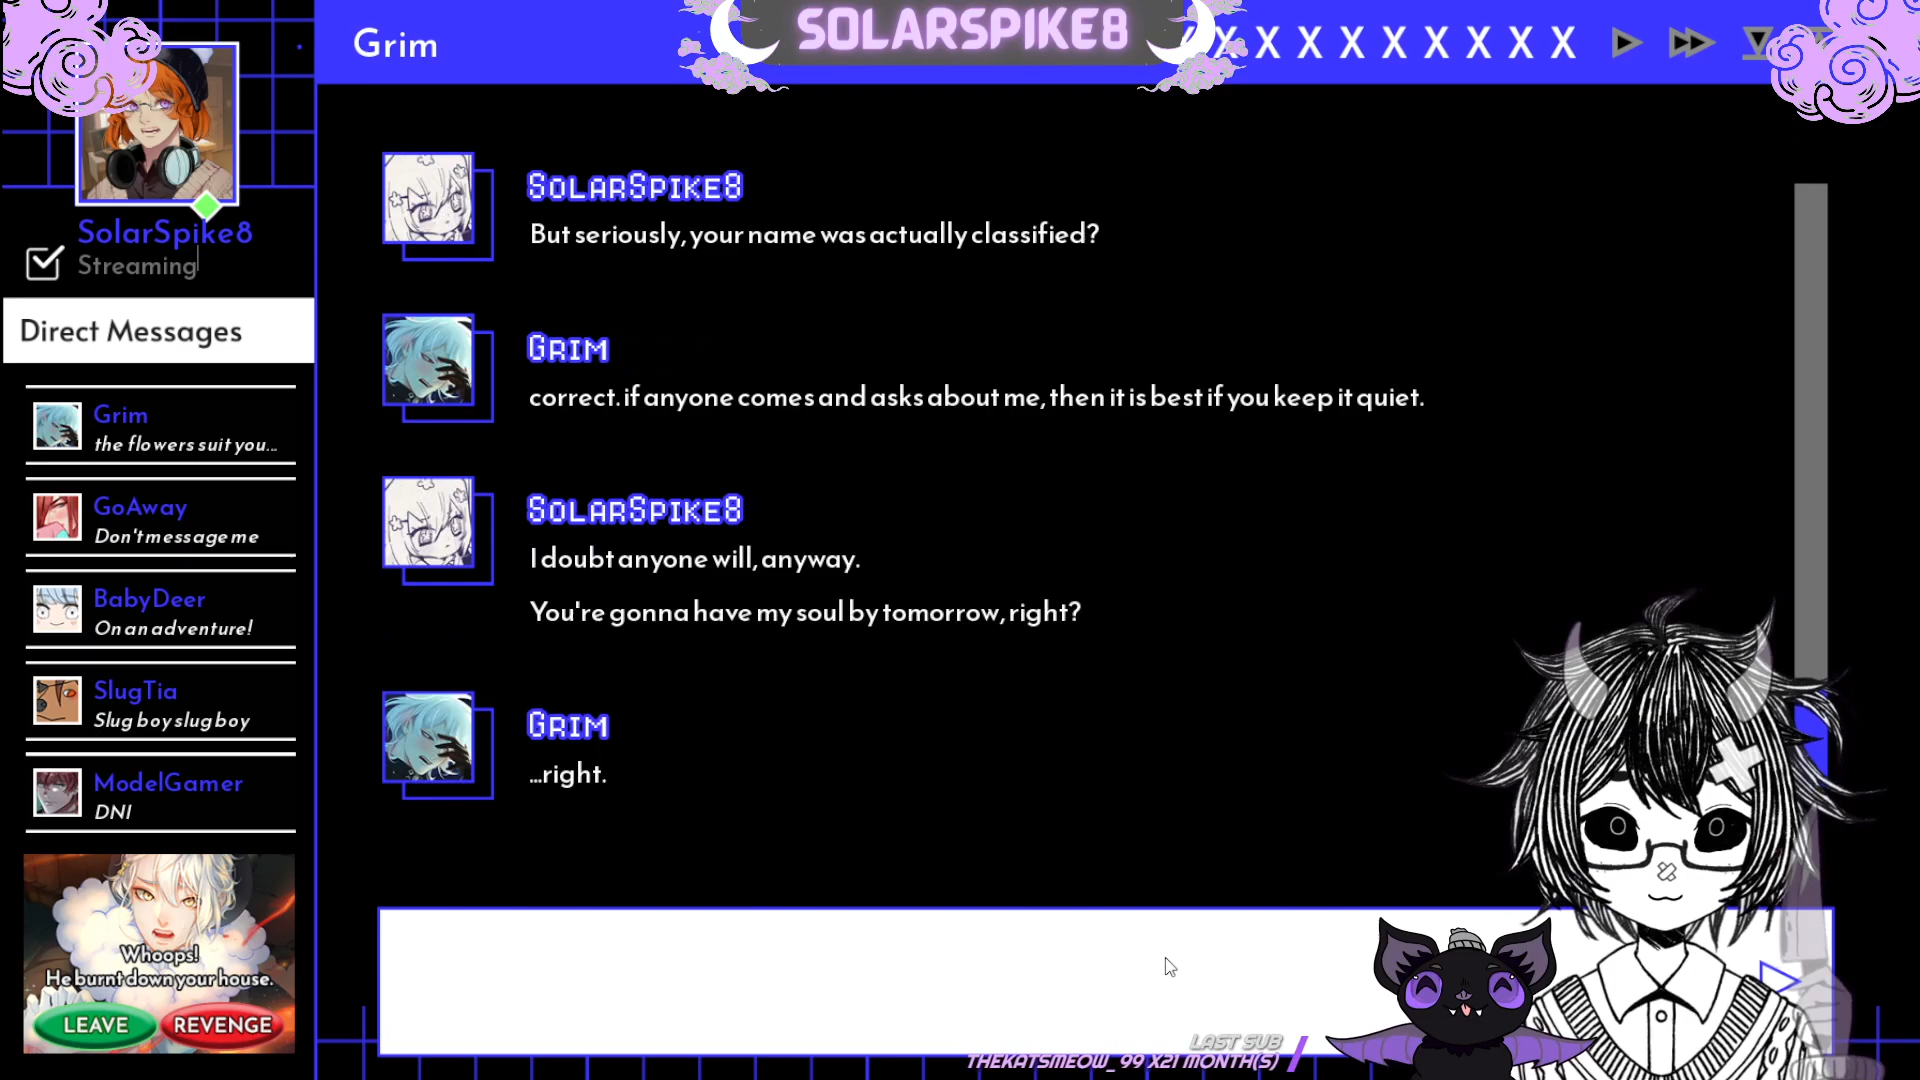 Grim
SOLARSPIKE8
X X X X X X X X X
SolarSpike8
Streaming
Direct Messages
Grim
the flowers suit you...
GoAway
Don't message me
BabyDeer
On an adventure!
SlugTia
Slug boy slug boy
ModelGamer
DNI
Whoops!
He burnt down your house.
LEAVE
REVENGE
SolarSpike8
But seriously, your name was actually classified?
Grim
correct. if anyone comes and asks about me, then it is best if you keep it quiet.
SolarSpike8
I doubt anyone will, anyway.
You're gonna have my soul by tomorrow, right?
Grim
...right.
LAST SUB
THEKATSMEOW_99 X21 MONTH(S)